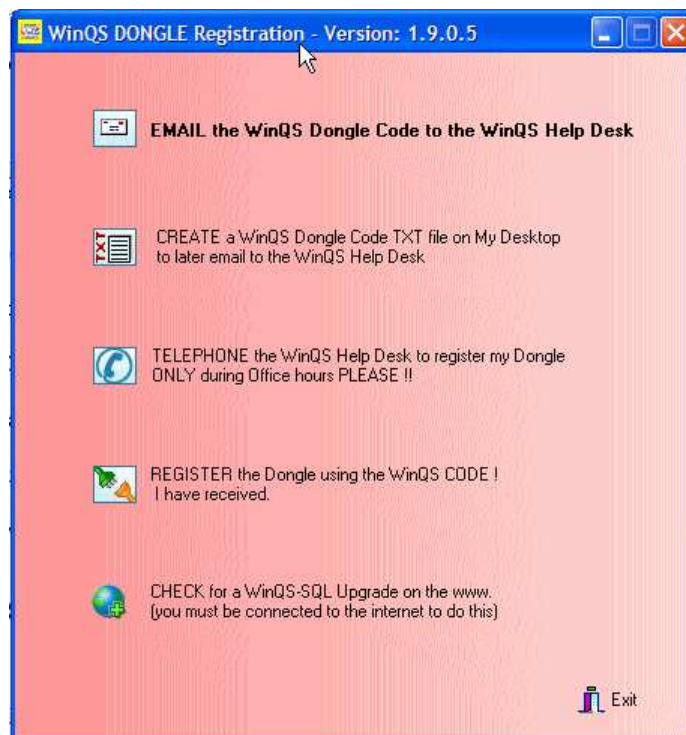 WinQS DONGLE Registration - Version: 1.9.0.5
EMAIL the WinQS Dongle Code to the WinQS Help Desk
CREATE a WinQS Dongle Code TXT file on My Desktop
to later email to the WinQS Help Desk
TXT
TELEPHONE the WinQS Help Desk to register my Dongle
ONLY during Office hours PLEASE !!
REGISTER the Dongle using the WinQS CODE !
I have received.
CHECK for a WinQS-SQL Upgrade on the www.
(you must be connected to the internet to do this)
Exit